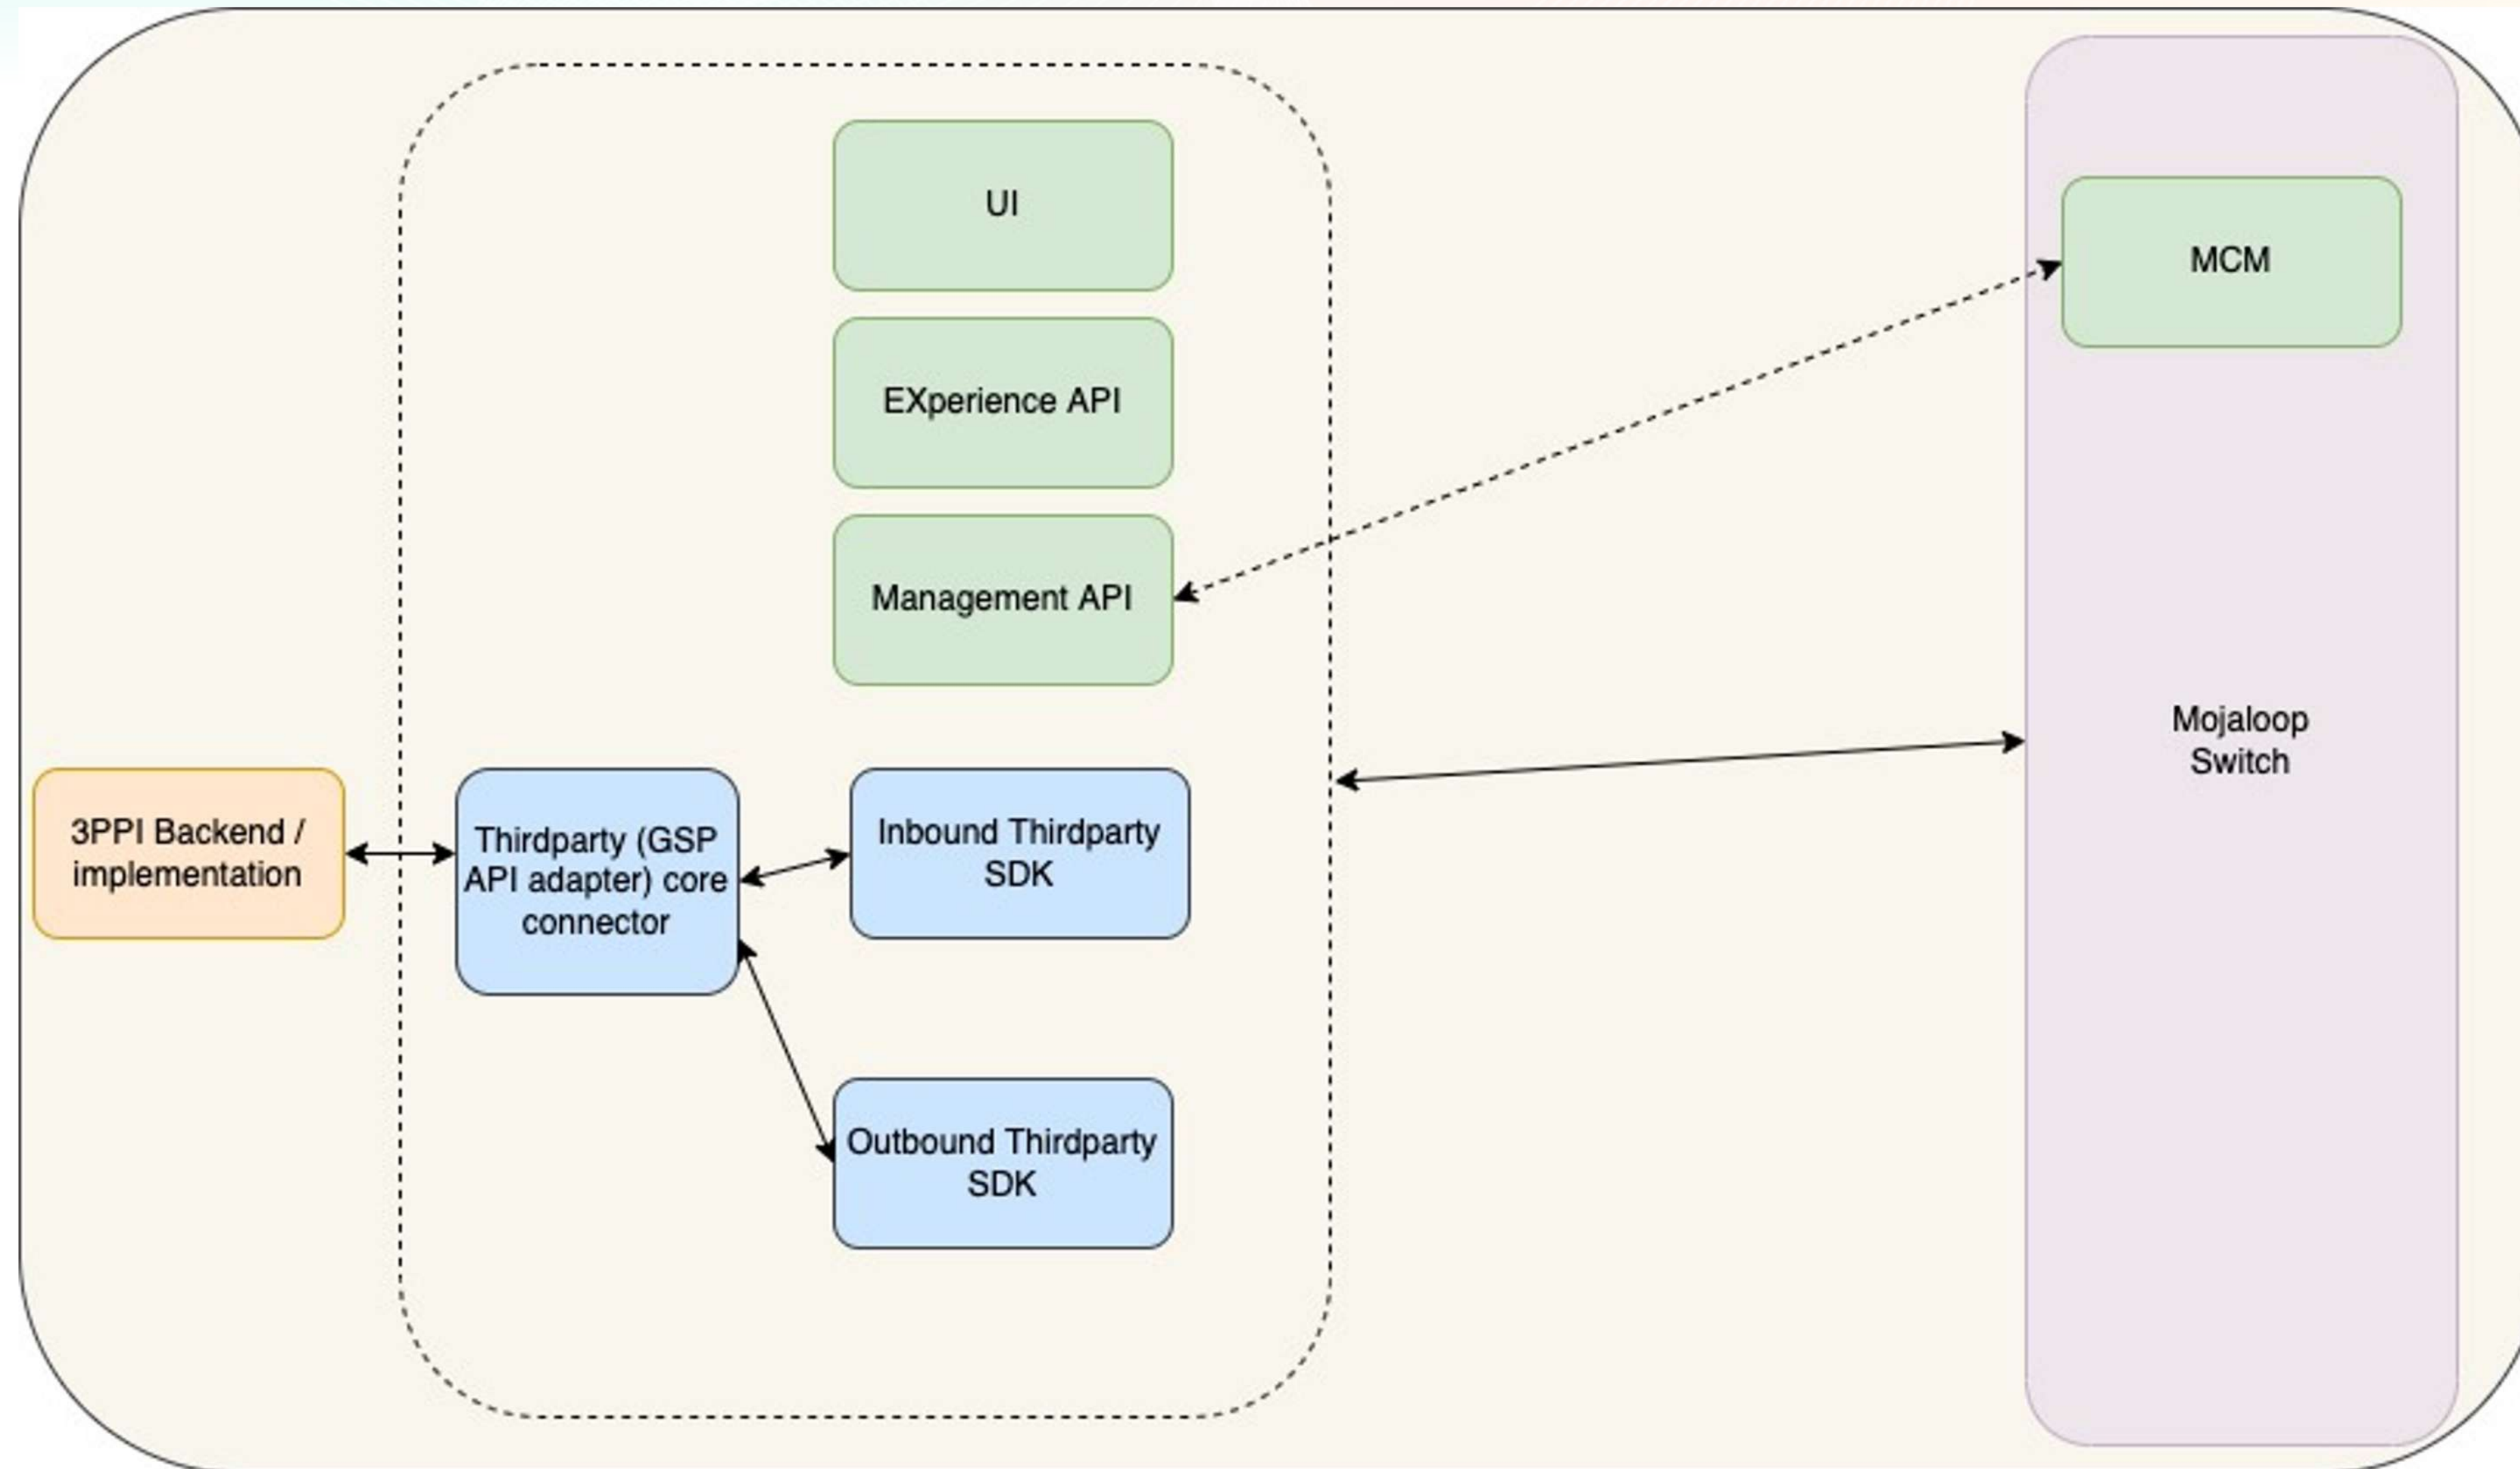 UI
MCM
EXperience API
Management API
Mojaloop
Switch
3PPI Backend /
implementation
Thirdparty (GSP
API adapter) core
connector
Inbound Thirdparty
SDK
Outbound Thirdparty
SDK